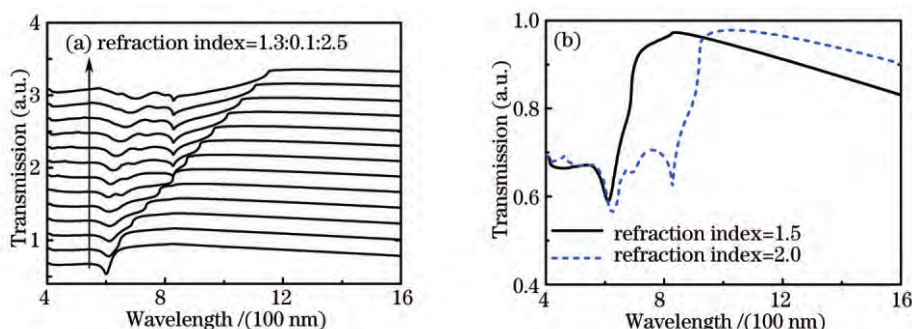 (a) refraction index=1.3:0.1:2.5
Transmission (a.u.)
4
3
2
1
4
8
12
16
Wavelength /(100 nm)
(b)
Transmission (a.u.)
1.0
0.9
0.8
0.6
0.4
refraction index=1.5
refraction index=2.0
4
8
12
16
Wavelength /(100 nm)